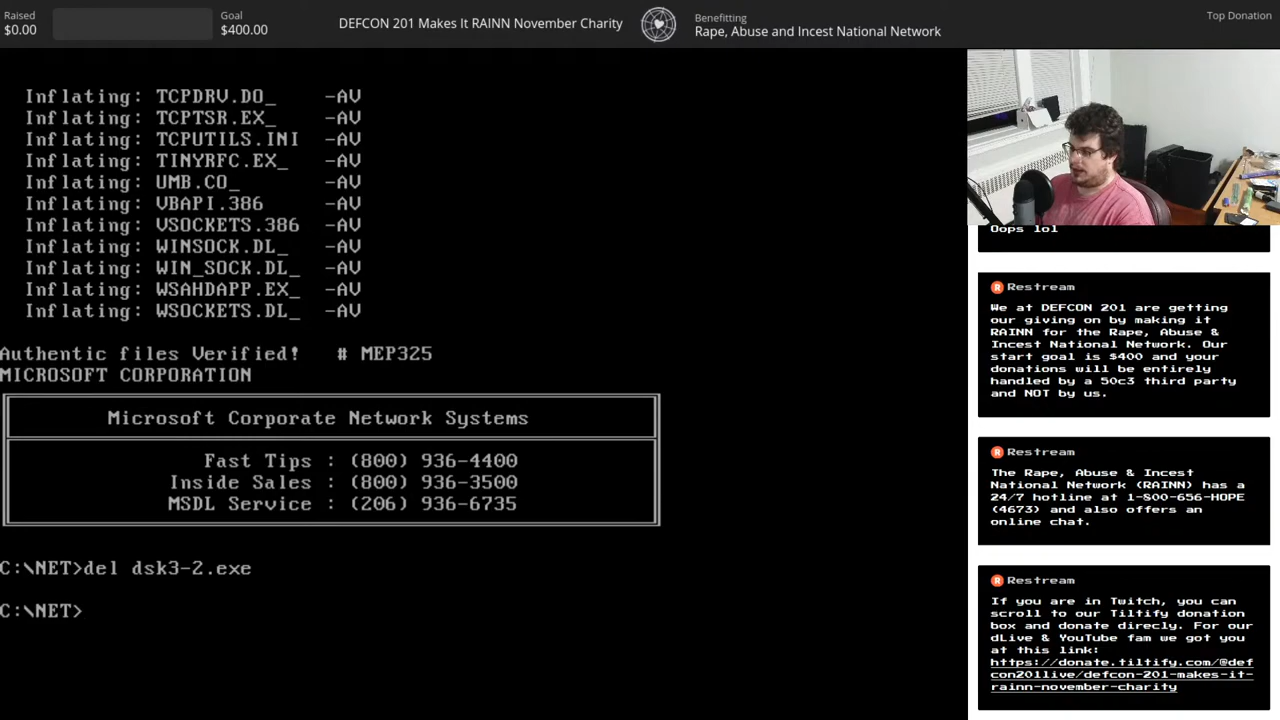 Raised
$0.00
Goal
$400.00
DEFCON 201 Makes It RAINN November Charity
Benefitting
Rape, Abuse and Incest National Network
Top Donation
Inflating: TCPDRV.DO_ -AV
Inflating: TCPTSR.EX_ -AV
Inflating: TCPUTILS.INI -AV
Inflating: TINYRFC.EX_ -AV
Inflating: UMB.CO_ -AV
Inflating: VBAPI.386 -AV
Inflating: VSOCKETS.386 -AV
Inflating: WINSOCK.DL_ -AV
Inflating: WIN_SOCK.DL_ -AV
Inflating: WSAHDAPP.EX_ -AV
Inflating: WSOCKETS.DL_ -AV
Authentic files Verified! # MEP325
MICROSOFT CORPORATION
Microsoft Corporate Network Systems
Fast Tips : (800) 936-4400
Inside Sales : (800) 936-3500
MSDL Service : (206) 936-6735
C:\NET>del dsk3-2.exe
C:\NET>
Oops lol
Restream
We at DEFCON 201 are getting
our giving on by making it
RAINN for the Rape, Abuse &
Incest National Network. Our
start goal is $400 and your
donations will be entirely
handled by a 50c3 third party
and NOT by us.
Restream
The Rape, Abuse & Incest
National Network (RAINN) has a
24/7 hotline at 1-800-656-HOPE
(4673) and also offers an
online chat.
Restream
If you are in Twitch, you can
scroll to our Tiltify donation
box and donate direcly. For our
dLive & YouTube fam we got you
at this link:
https://donate.tiltify.com/@def
con201live/defcon-201-makes-it-
rainn-november-charity